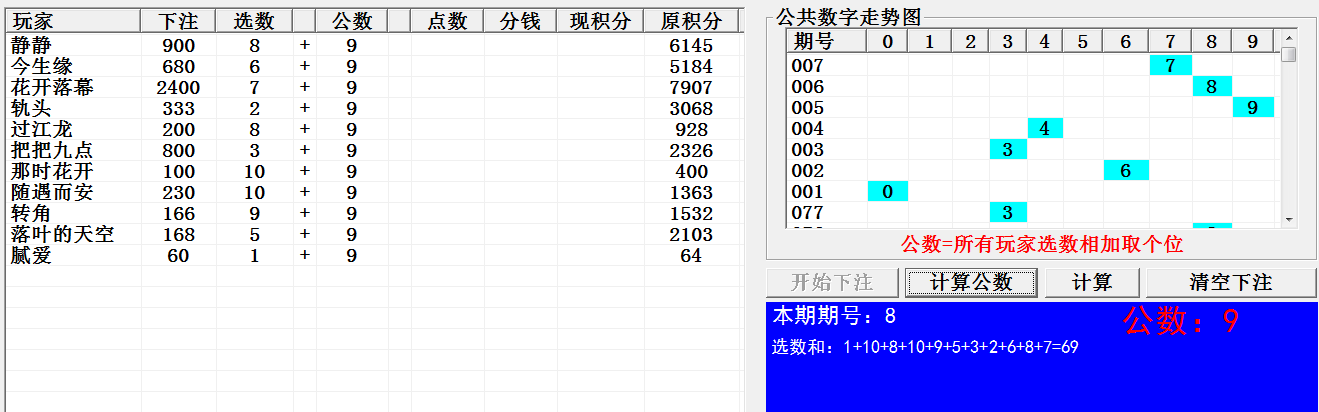 玩家 下注 选数 公数 点数 分钱 现积分 原积分
静静 900 8 + 9 6145
今生缘 680 6 + 9 5184
花开落幕 2400 7 + 9 7907
轨头 333 2 + 9 3068
过江龙 200 8 + 9 928
把把九点 800 3 + 9 2326
那时花开 100 10 + 9 400
随遇而安 230 10 + 9 1363
转角 166 9 + 9 1532
落叶的天空 168 5 + 9 2103
腻爱 60 1 + 9 64
公共数字走势图
期号 0 1 2 3 4 5 6 7 8 9
007 7
006 8
005 9
004 4
003 3
002 6
001 0
077 3
公数=所有玩家选数相加取个位
开始下注 计算公数 计算 清空下注
本期期号：8 公数：9
选数和：1+10+8+10+9+5+3+2+6+8+7=69